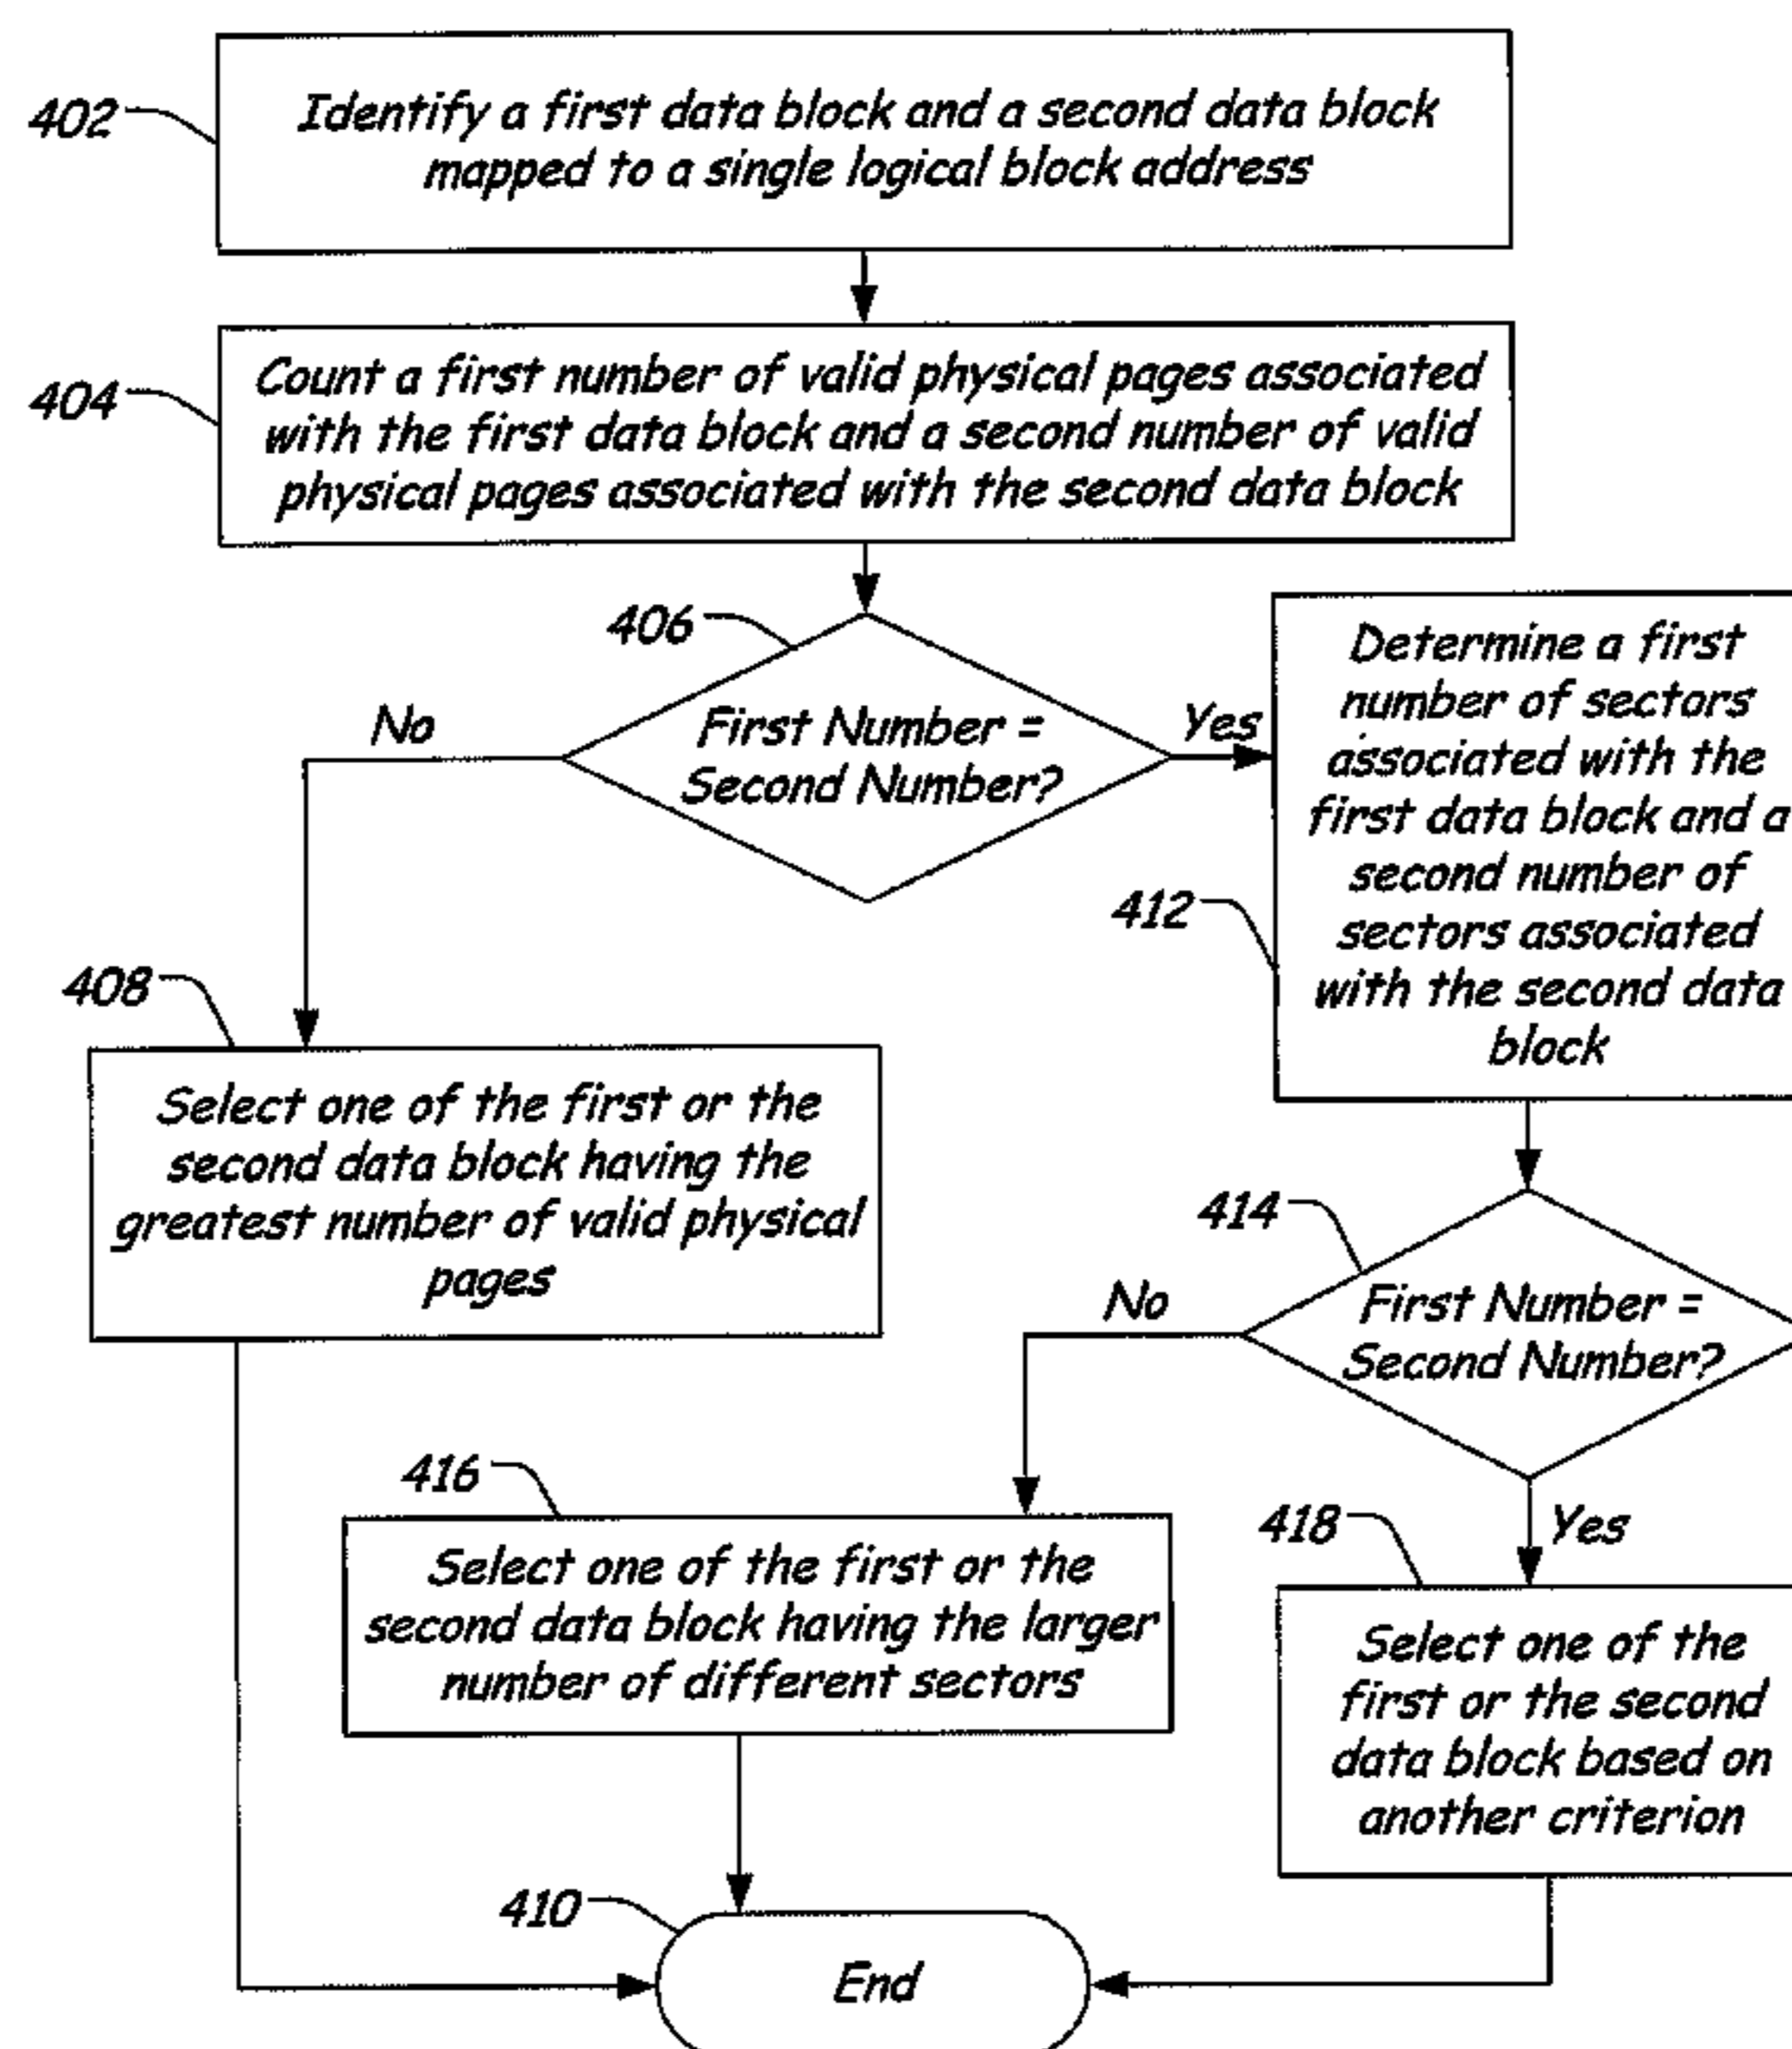 402
Identify a first data block and a second data block
mapped to a single logical block address
404
Count a first number of valid physical pages associated
with the first data block and a second number of valid
physical pages associated with the second data block
406
First Number =
Second Number?
No
Yes
412
Determine a first
number of sectors
associated with the
first data block and a
second number of
sectors associated
with the second data
block
408
Select one of the first or the
second data block having the
greatest number of valid physical
pages
414
First Number =
Second Number?
No
Yes
416
Select one of the first or the
second data block having the larger
number of different sectors
418
Select one of the
first or the second
data block based on
another criterion
410
End